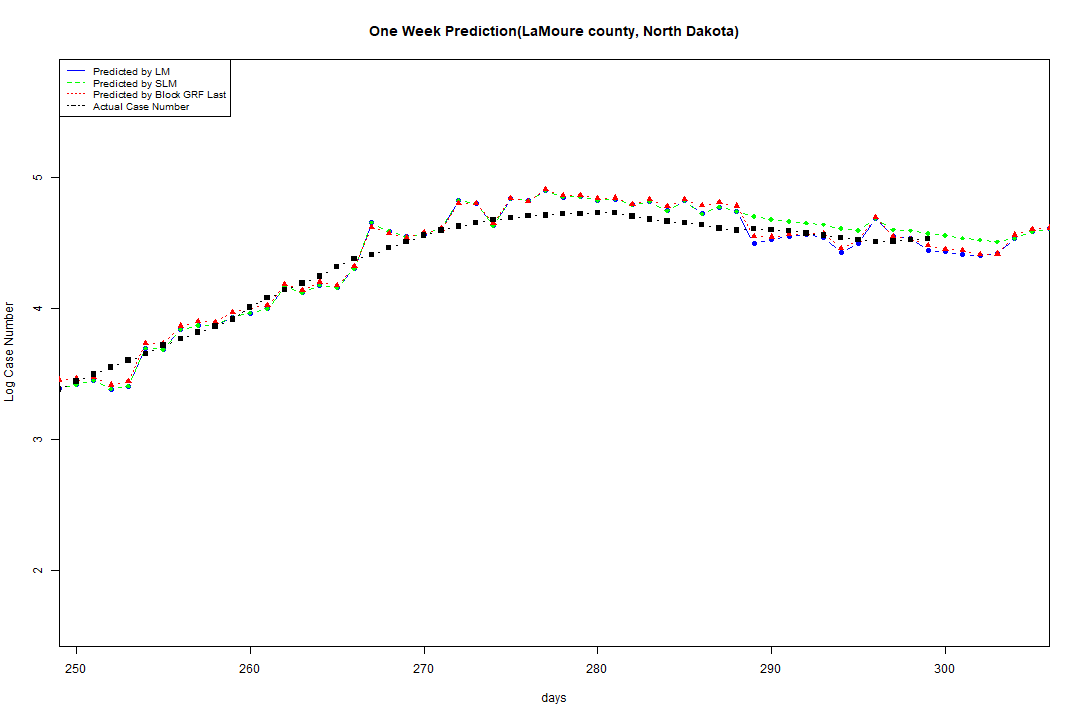 One Week Prediction(LaMoure county, North Dakota)
Predicted by LM
Predicted by SLM
Predicted by Block GRF Last
Actual Case Number
Log Case Number
5
4
3
2
250 260 270 280 290 300
days